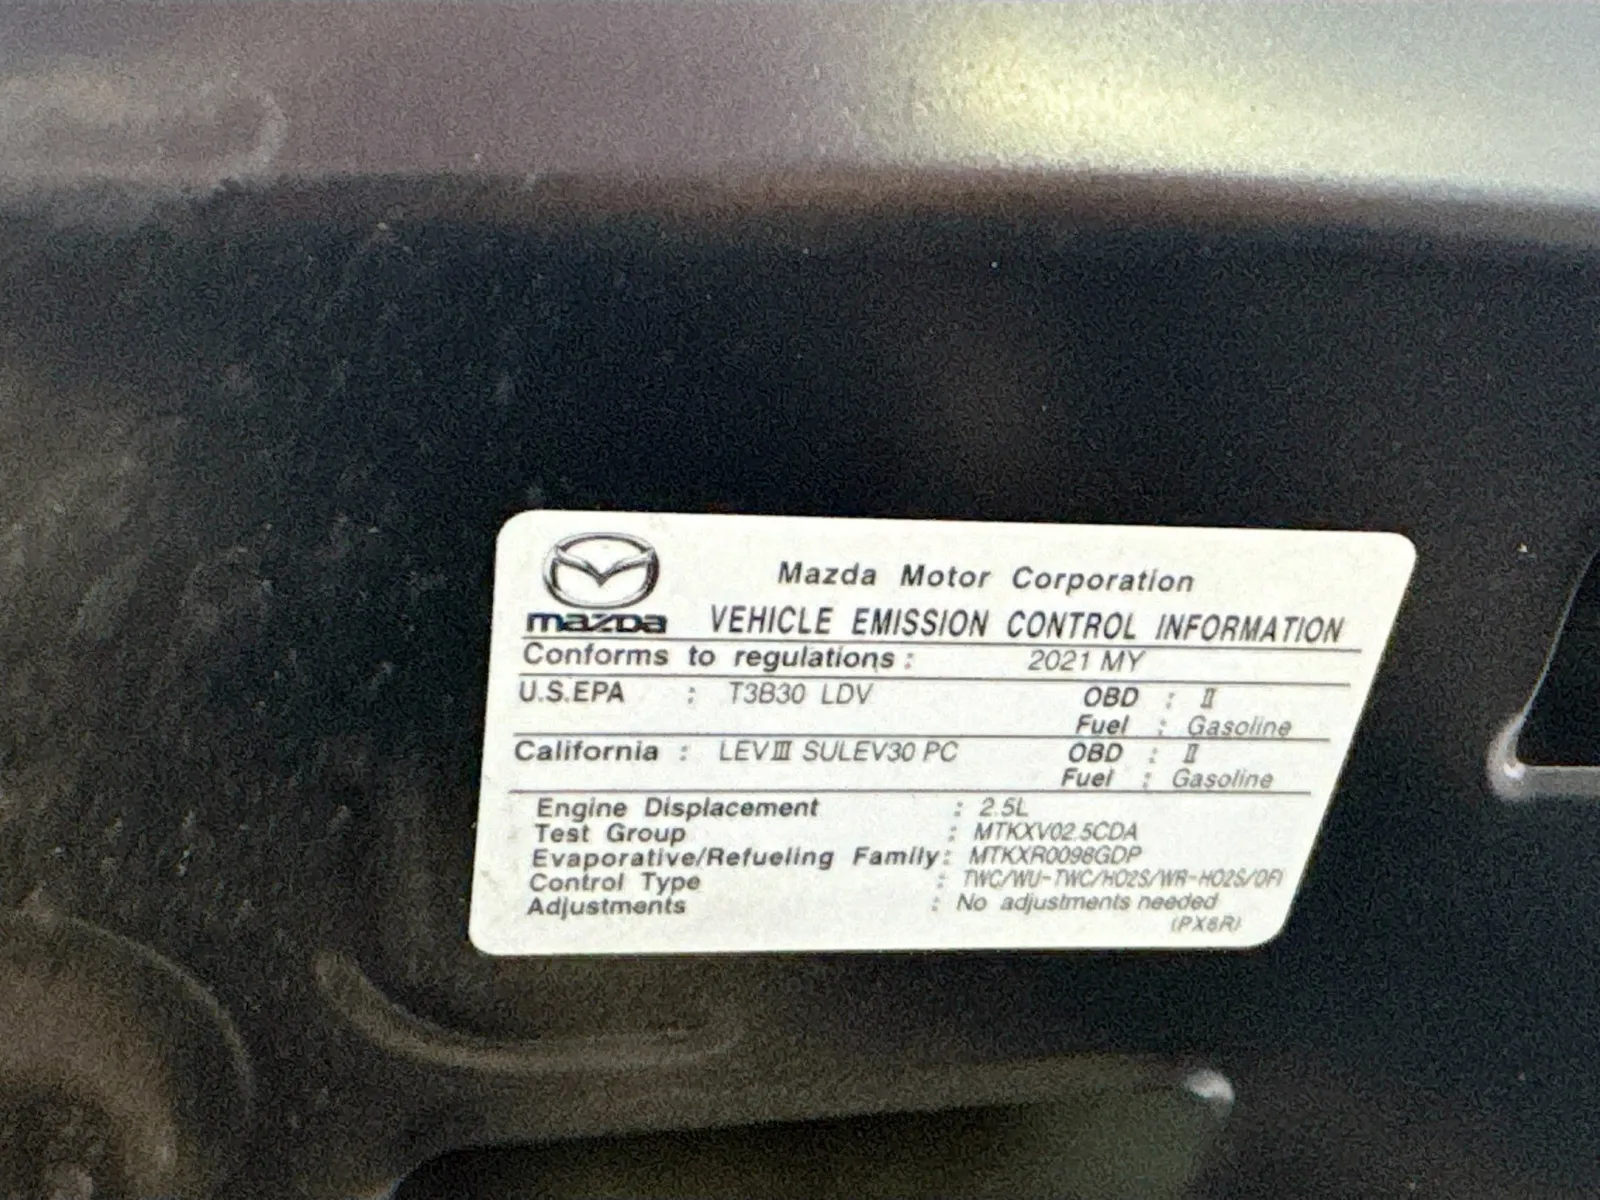 mazda
Mazda Motor Corporation
VEHICLE EMISSION CONTROL INFORMATION
Conforms to regulations : 2021 MY
U.S.EPA : T3B30 LDV OBD : II
Fuel : Gasoline
California : LEV III SULEV30 PC OBD : II
Fuel : Gasoline
Engine Displacement : 2.5L
Test Group : MTKXV02.5CDA
Evaporative/Refueling Family : MTKXR0098GDP
Control Type : TWC/WU-TWC/HO2S/WR-HO2S/DFI
Adjustments : No adjustments needed